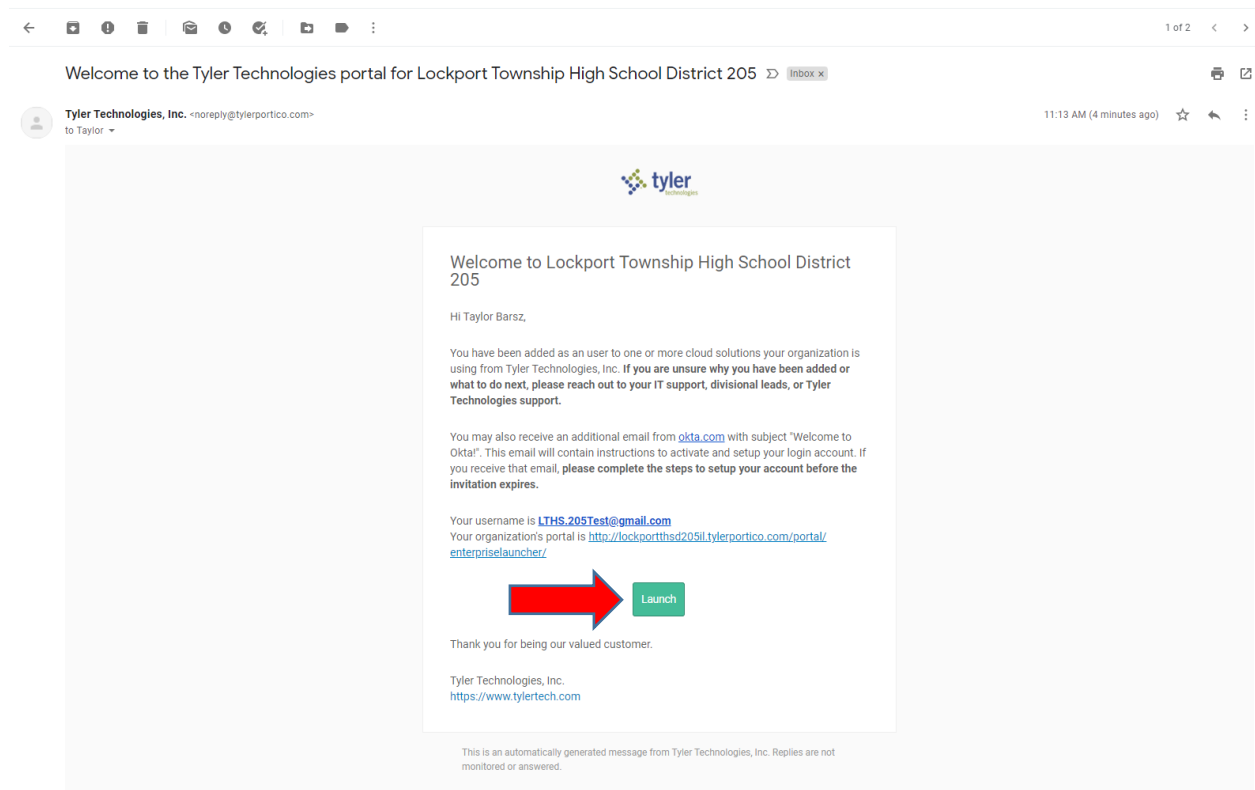 1 of 2
Welcome to the Tyler Technologies portal for Lockport Township High School District 205 Inbox x
Tyler Technologies, Inc. <noreply@tylerportico.com> 11:13 AM (4 minutes ago)
to Taylor
tyler
technologies
Welcome to Lockport Township High School District
205
Hi Taylor Barsz,
You have been added as an user to one or more cloud solutions your organization is
using from Tyler Technologies, Inc. If you are unsure why you have been added or
what to do next, please reach out to your IT support, divisional leads, or Tyler
Technologies support.
You may also receive an additional email from okta.com with subject "Welcome to
Okta!". This email will contain instructions to activate and setup your login account. If
you receive that email, please complete the steps to setup your account before the
invitation expires.
Your username is LTHS.205Test@gmail.com
Your organization's portal is http://lockportthsd205il.tylerportico.com/portal/
enterpriselauncher/
Launch
Thank you for being our valued customer.
Tyler Technologies, Inc.
https://www.tylertech.com
This is an automatically generated message from Tyler Technologies, Inc. Replies are not
monitored or answered.